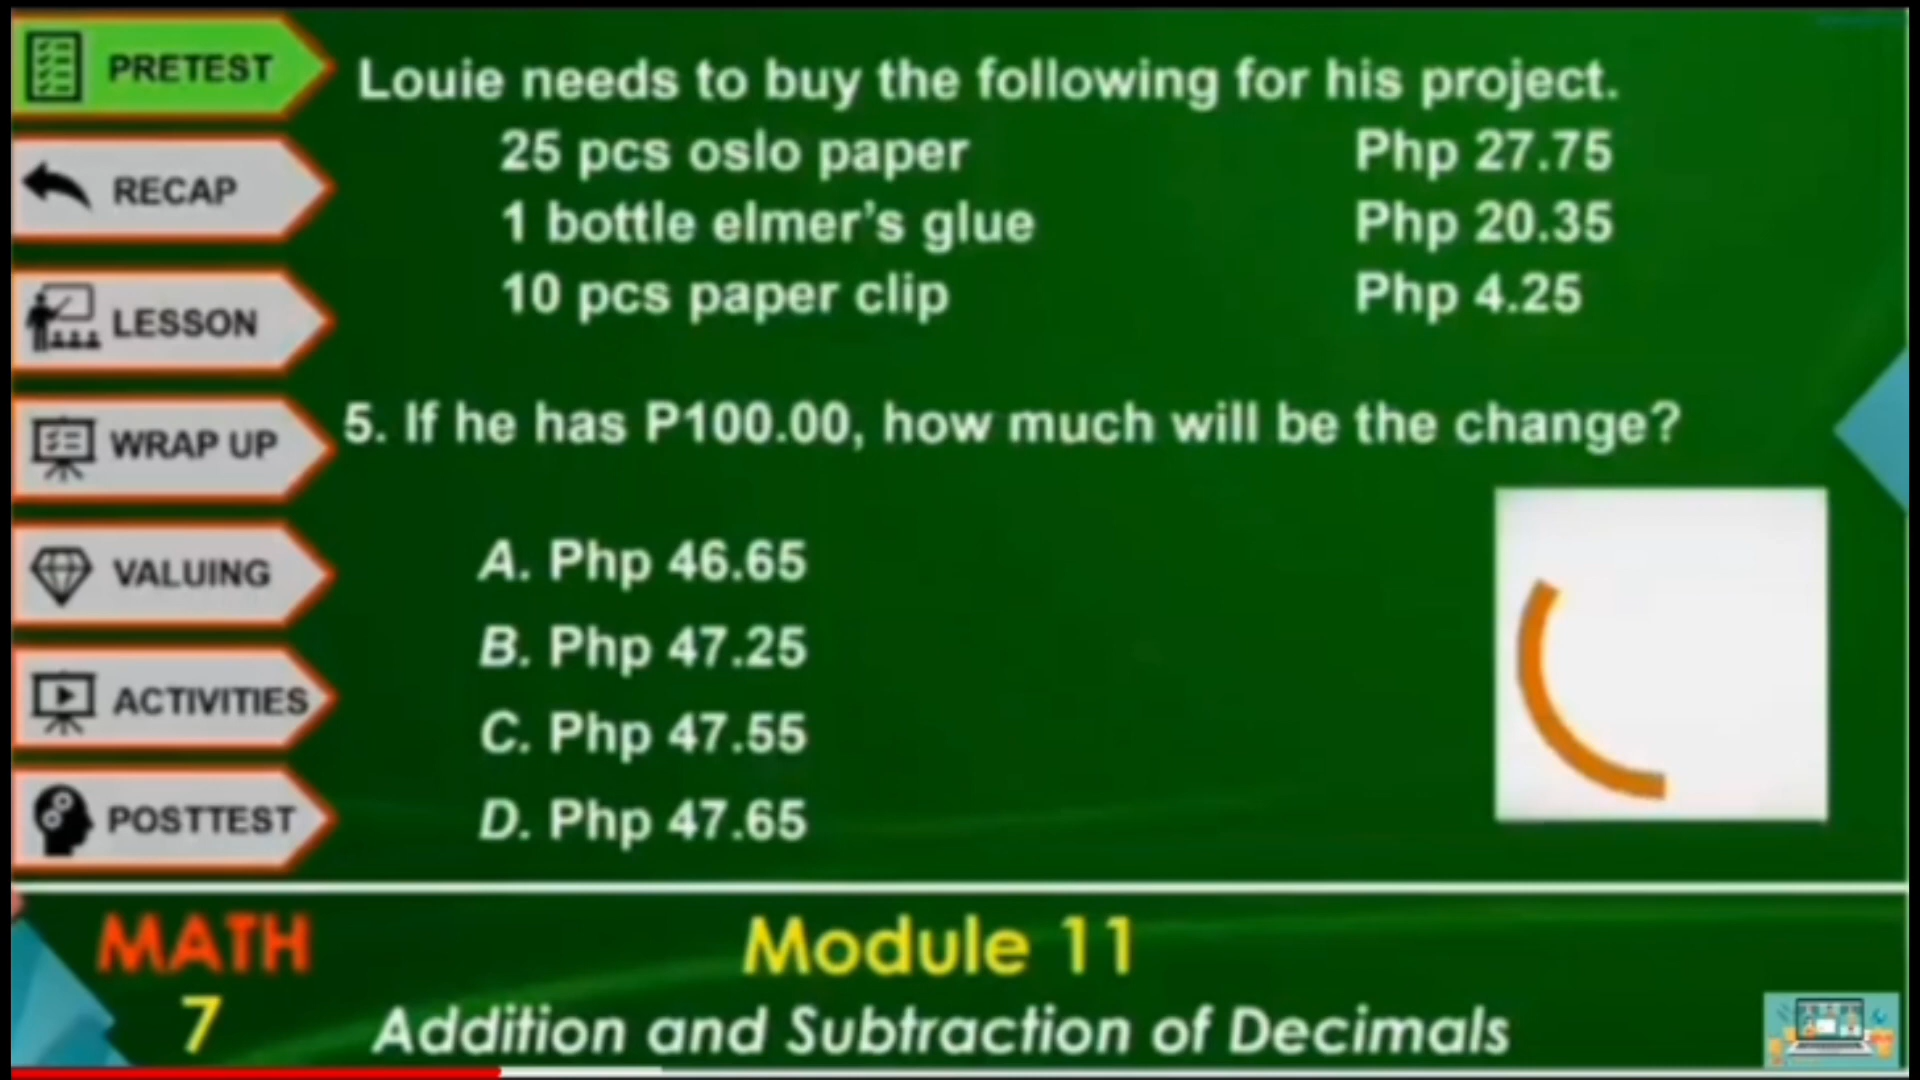 PRETEST
RECAP
LESSON
WRAP UP
VALUING
ACTIVITIES
POSTTEST
Louie needs to buy the following for his project.
25 pcs oslo paper Php 27.75
1 bottle elmer's glue Php 20.35
10 pcs paper clip Php 4.25
5. If he has P100.00, how much will be the change?
A. Php 46.65
B. Php 47.25
C. Php 47.55
D. Php 47.65
MATH
7
Module 11
Addition and Subtraction of Decimals